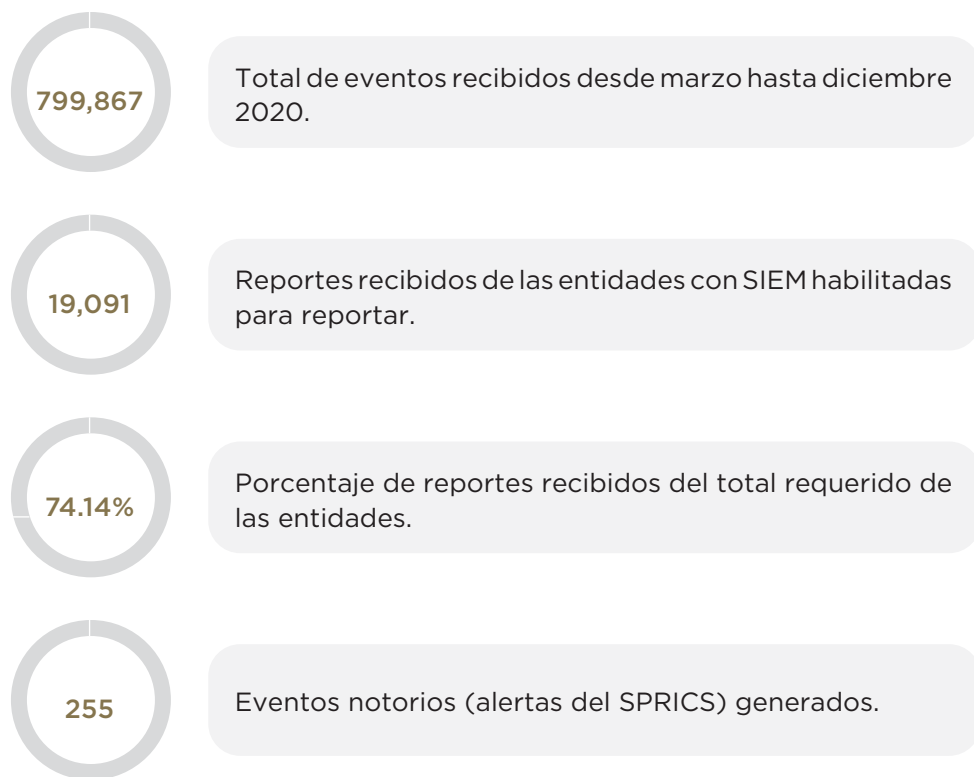 799,867
Total de eventos recibidos desde marzo hasta diciembre
2020.
19,091
Reportes recibidos de las entidades con SIEM habilitadas
para reportar.
74.14%
Porcentaje de reportes recibidos del total requerido de
las entidades.
255
Eventos notorios (alertas del SPRICS) generados.